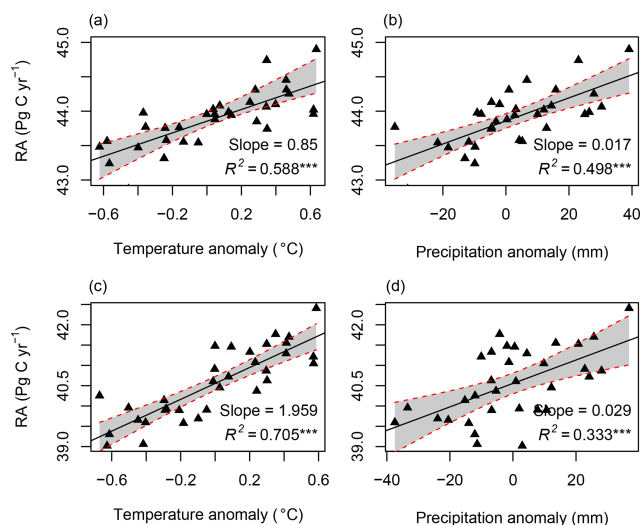 (a)
RA (Pg C yr⁻¹)
45.0
44.0
43.0
Slope = 0.85
R² = 0.588***
−0.6 −0.2 0.2 0.6
Temperature anomaly (°C)
(b)
45.0
44.0
43.0
Slope = 0.017
R² = 0.498***
−20 0 20 40
Precipitation anomaly (mm)
(c)
RA (Pg C yr⁻¹)
42.0
40.5
39.0
Slope = 1.959
R² = 0.705***
−0.6 −0.2 0.2 0.6
Temperature anomaly (°C)
(d)
42.0
40.5
39.0
Slope = 0.029
R² = 0.333***
−40 −20 0 20
Precipitation anomaly (mm)